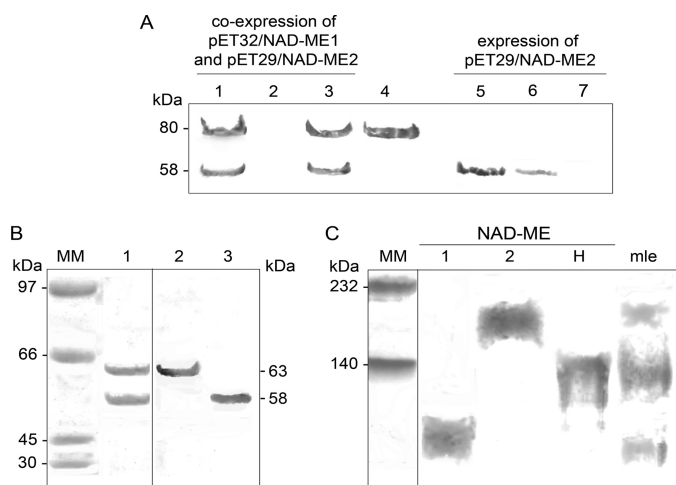 A
co-expression of
pET32/NAD-ME1
and pET29/NAD-ME2
expression of
pET29/NAD-ME2
kDa
1 2 3 4 5 6 7
80
58
B
MM 1 2 3
kDa
kDa
97
66
63
58
45
30
C
NAD-ME
MM 1 2 H mle
kDa
232
140